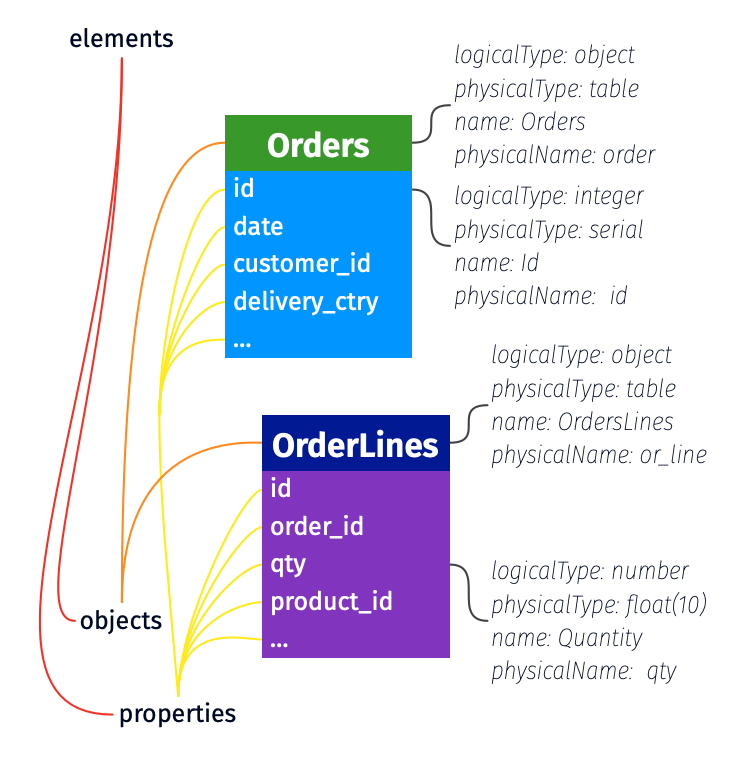 elements
logicalType: object
physicalType: table
name: Orders
physicalName: order
Orders
id
date
customer_id
delivery_ctry
...
logicalType: integer
physicalType: serial
name: Id
physicalName: id
logicalType: object
physicalType: table
name: OrdersLines
physicalName: or_line
OrderLines
id
order_id
qty
product_id
...
logicalType: number
physicalType: float(10)
name: Quantity
physicalName: qty
objects
properties